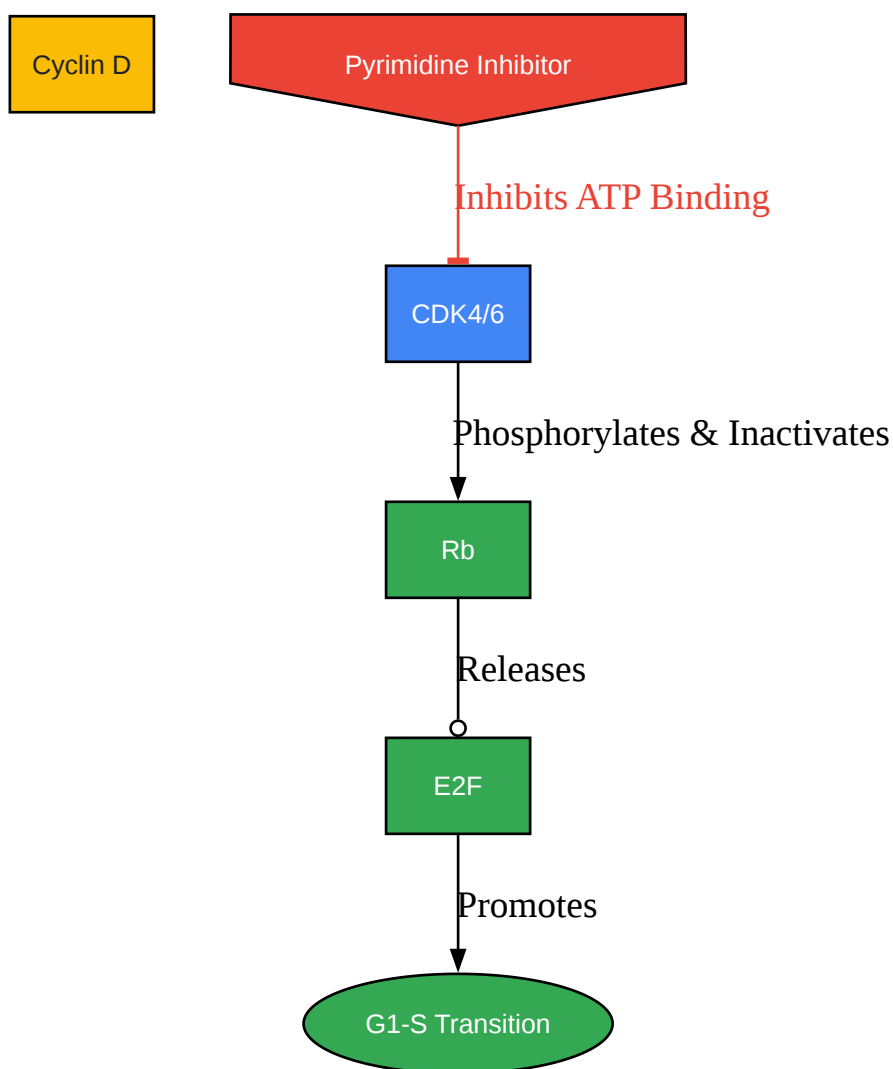 Cyclin D
Pyrimidine Inhibitor
Inhibits ATP Binding
CDK4/6
Phosphorylates & Inactivates
Rb
Releases
E2F
Promotes
G1-S Transition